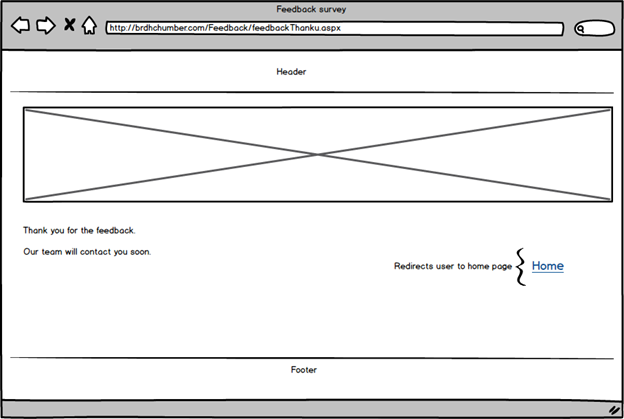 Feedback survey
http://brdhchumber.com/Feedback/feedbackThanku.aspx
Header
Thank you for the feedback.
Our team will contact you soon.
Redirects user to home page
Home
Footer